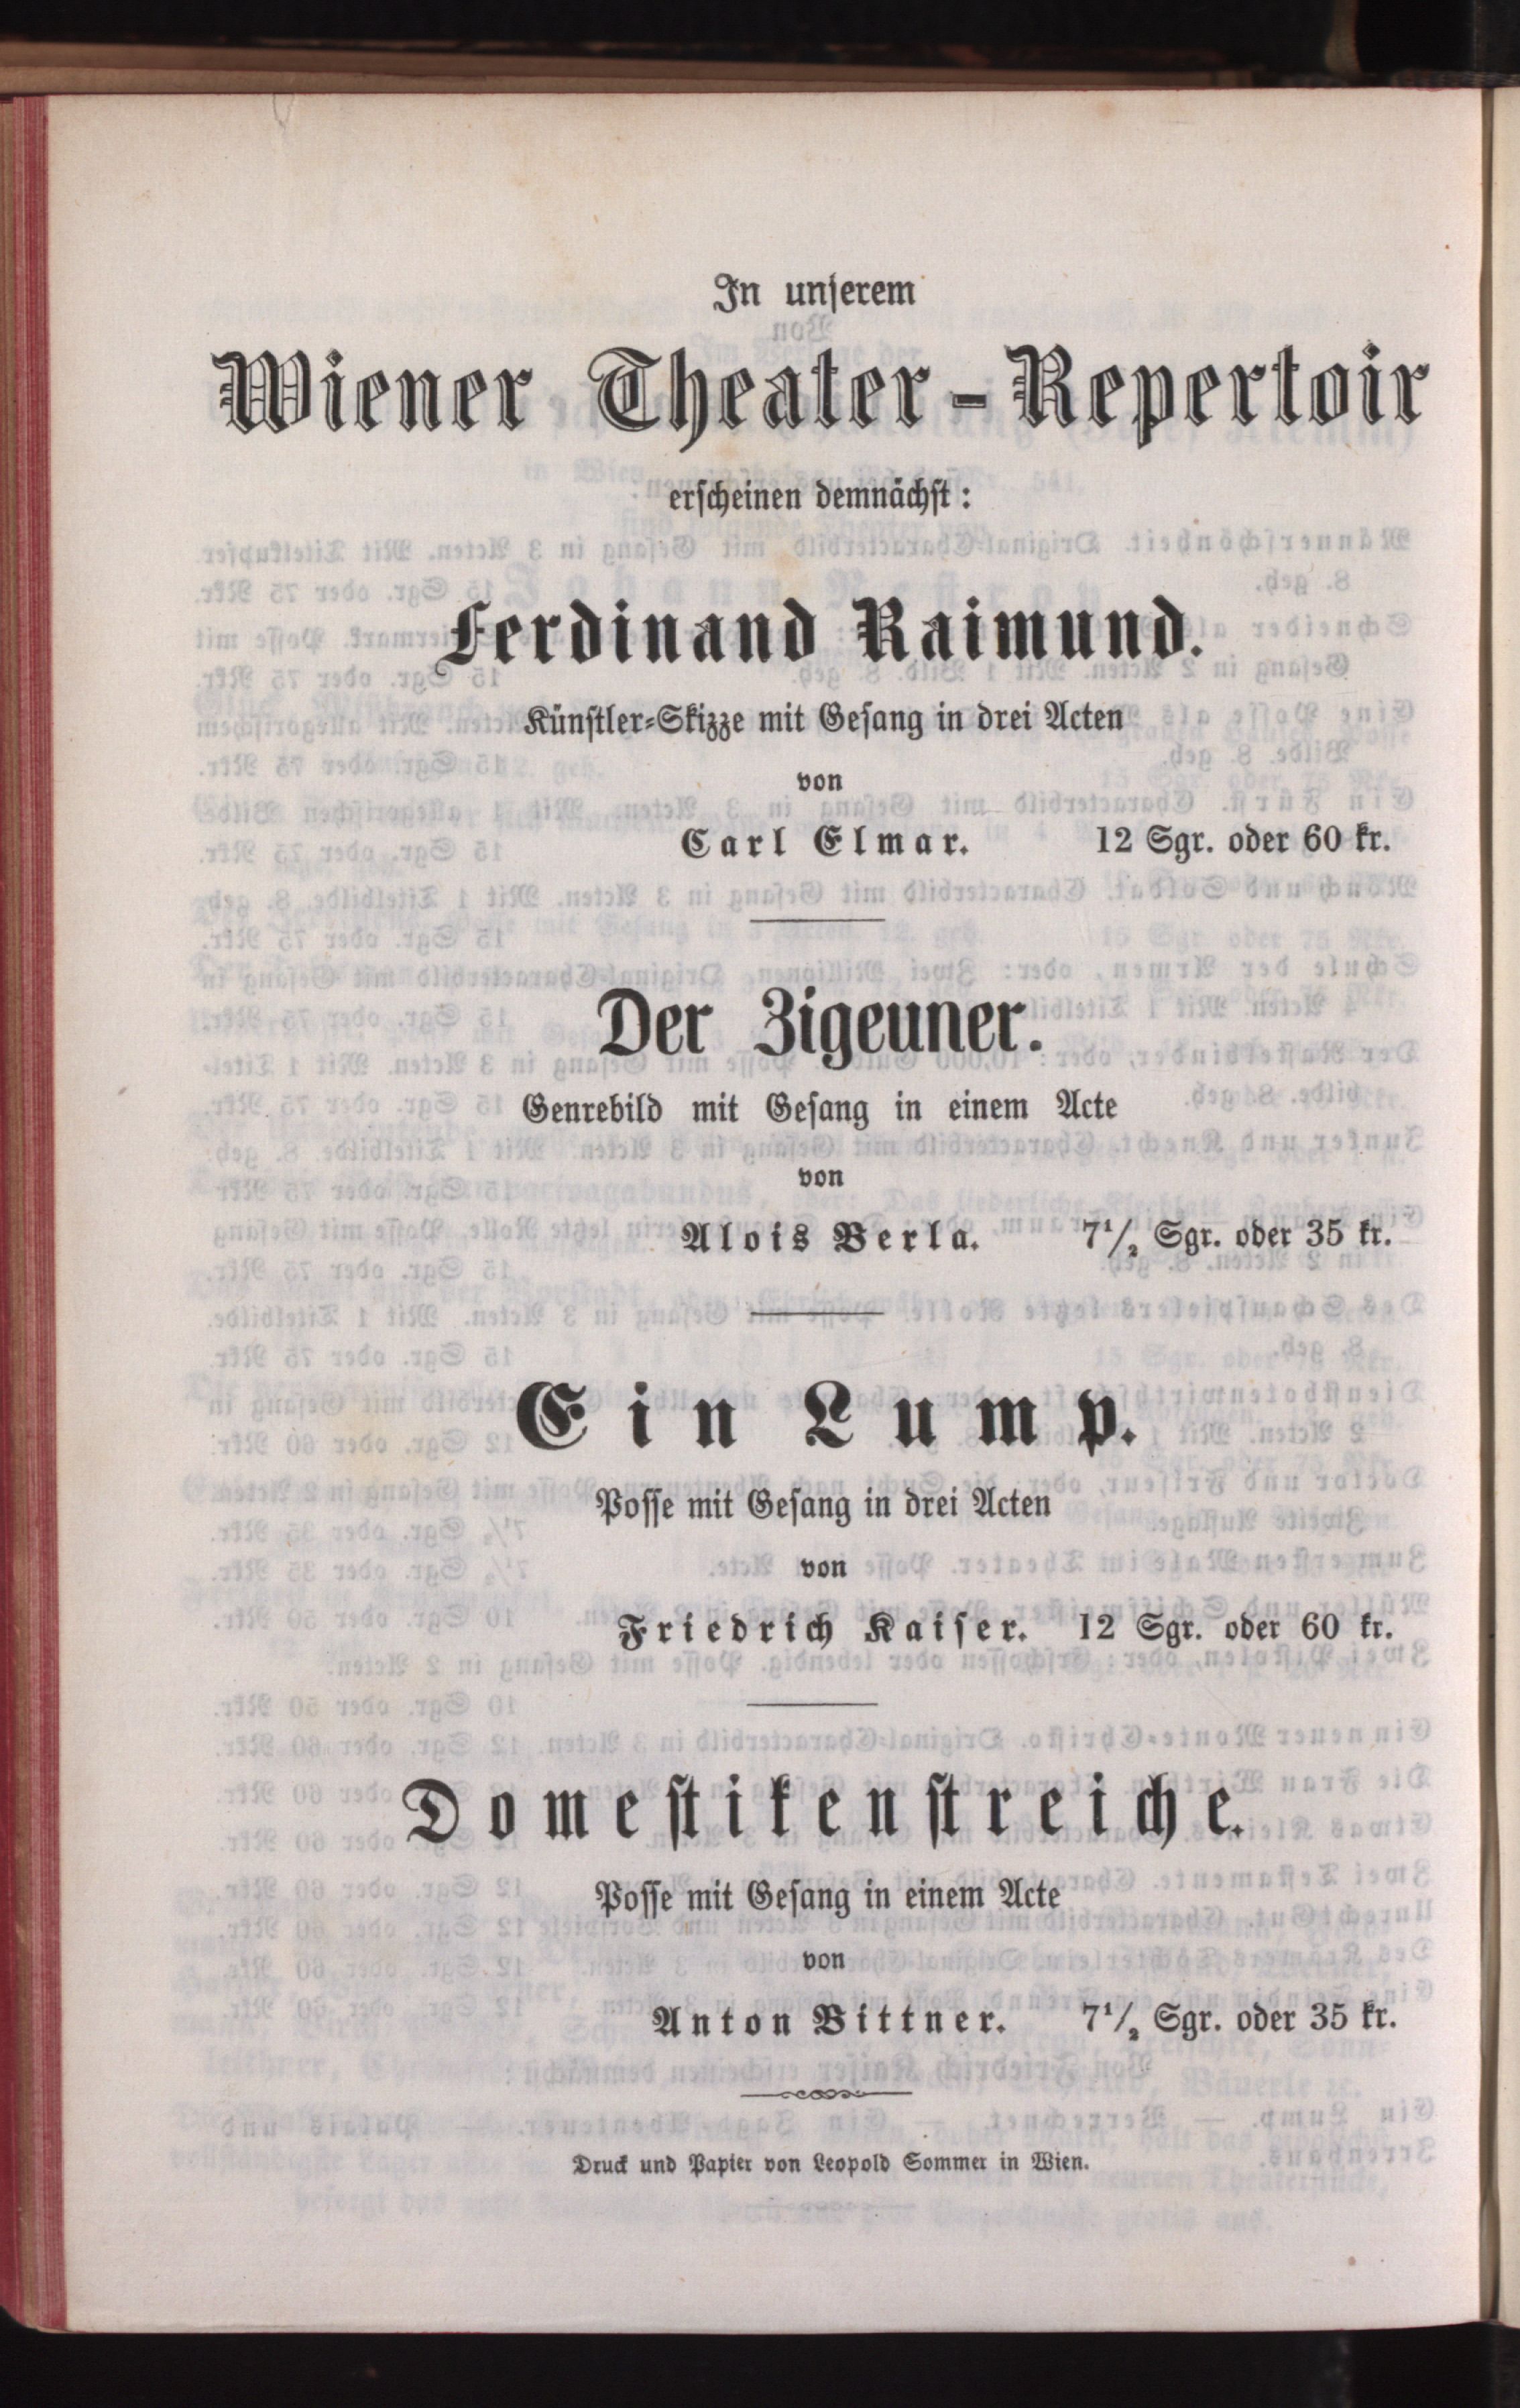 In unserem
Wiener Theater-Repertoir
erscheinen demnächst:
Ferdinand Raimund.
Künstler-Skizze mit Gesang in drei Acten
von
Carl Elmar. 12 Sgr. oder 60 kr.
Der Zigeuner.
Genrebild mit Gesang in einem Acte
von
Alois Berla. 7 1/2 Sgr. oder 35 kr.
Ein Lump.
Posse mit Gesang in drei Acten
von
Friedrich Kaiser. 12 Sgr. oder 60 kr.
Domestikenstreiche.
Posse mit Gesang in einem Acte
von
Anton Bittner. 7 1/2 Sgr. oder 35 kr.
Druck und Papier von Leopold Sommer in Wien.